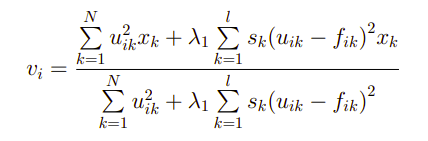 v_i = \frac{\sum_{k=1}^{N} u_{ik}^2 x_k + \lambda_1 \sum_{k=1}^{l} s_k (u_{ik} - f_{ik})^2 x_k}{\sum_{k=1}^{N} u_{ik}^2 + \lambda_1 \sum_{k=1}^{l} s_k (u_{ik} - f_{ik})^2}